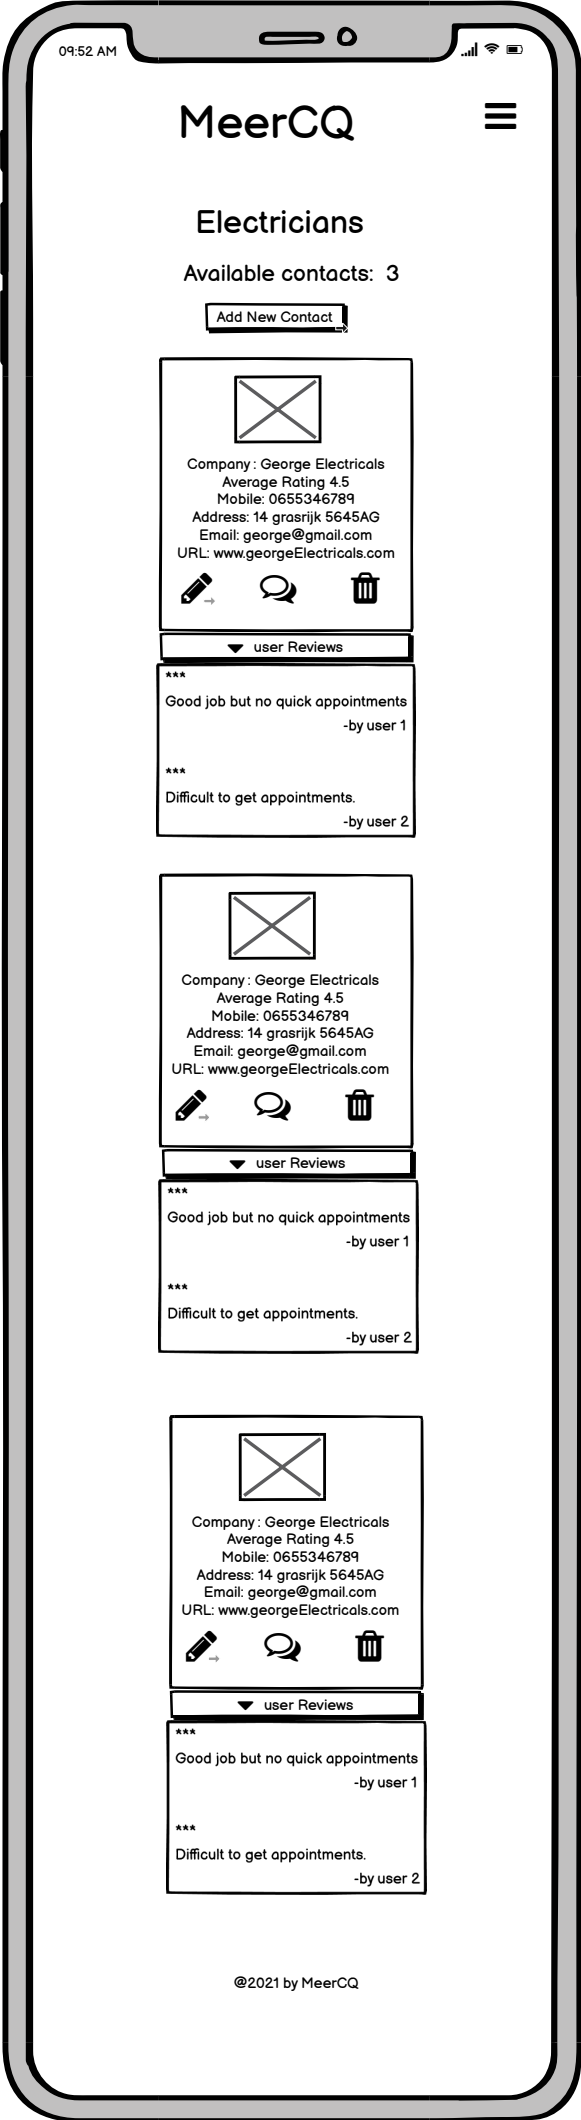 09:52 AM
MeerCQ
Electricians
Available contacts: 3
Add New Contact
Company : George Electricals
Average Rating 4.5
Mobile: 0655346789
Address: 14 grasrijk 5645AG
Email: george@gmail.com
URL: www.georgeElectricals.com
user Reviews
***
Good job but no quick appointments
-by user 1
***
Difficult to get appointments.
-by user 2
Company : George Electricals
Average Rating 4.5
Mobile: 0655346789
Address: 14 grasrijk 5645AG
Email: george@gmail.com
URL: www.georgeElectricals.com
user Reviews
***
Good job but no quick appointments
-by user 1
***
Difficult to get appointments.
-by user 2
Company : George Electricals
Average Rating 4.5
Mobile: 0655346789
Address: 14 grasrijk 5645AG
Email: george@gmail.com
URL: www.georgeElectricals.com
user Reviews
***
Good job but no quick appointments
-by user 1
***
Difficult to get appointments.
-by user 2
@2021 by MeerCQ